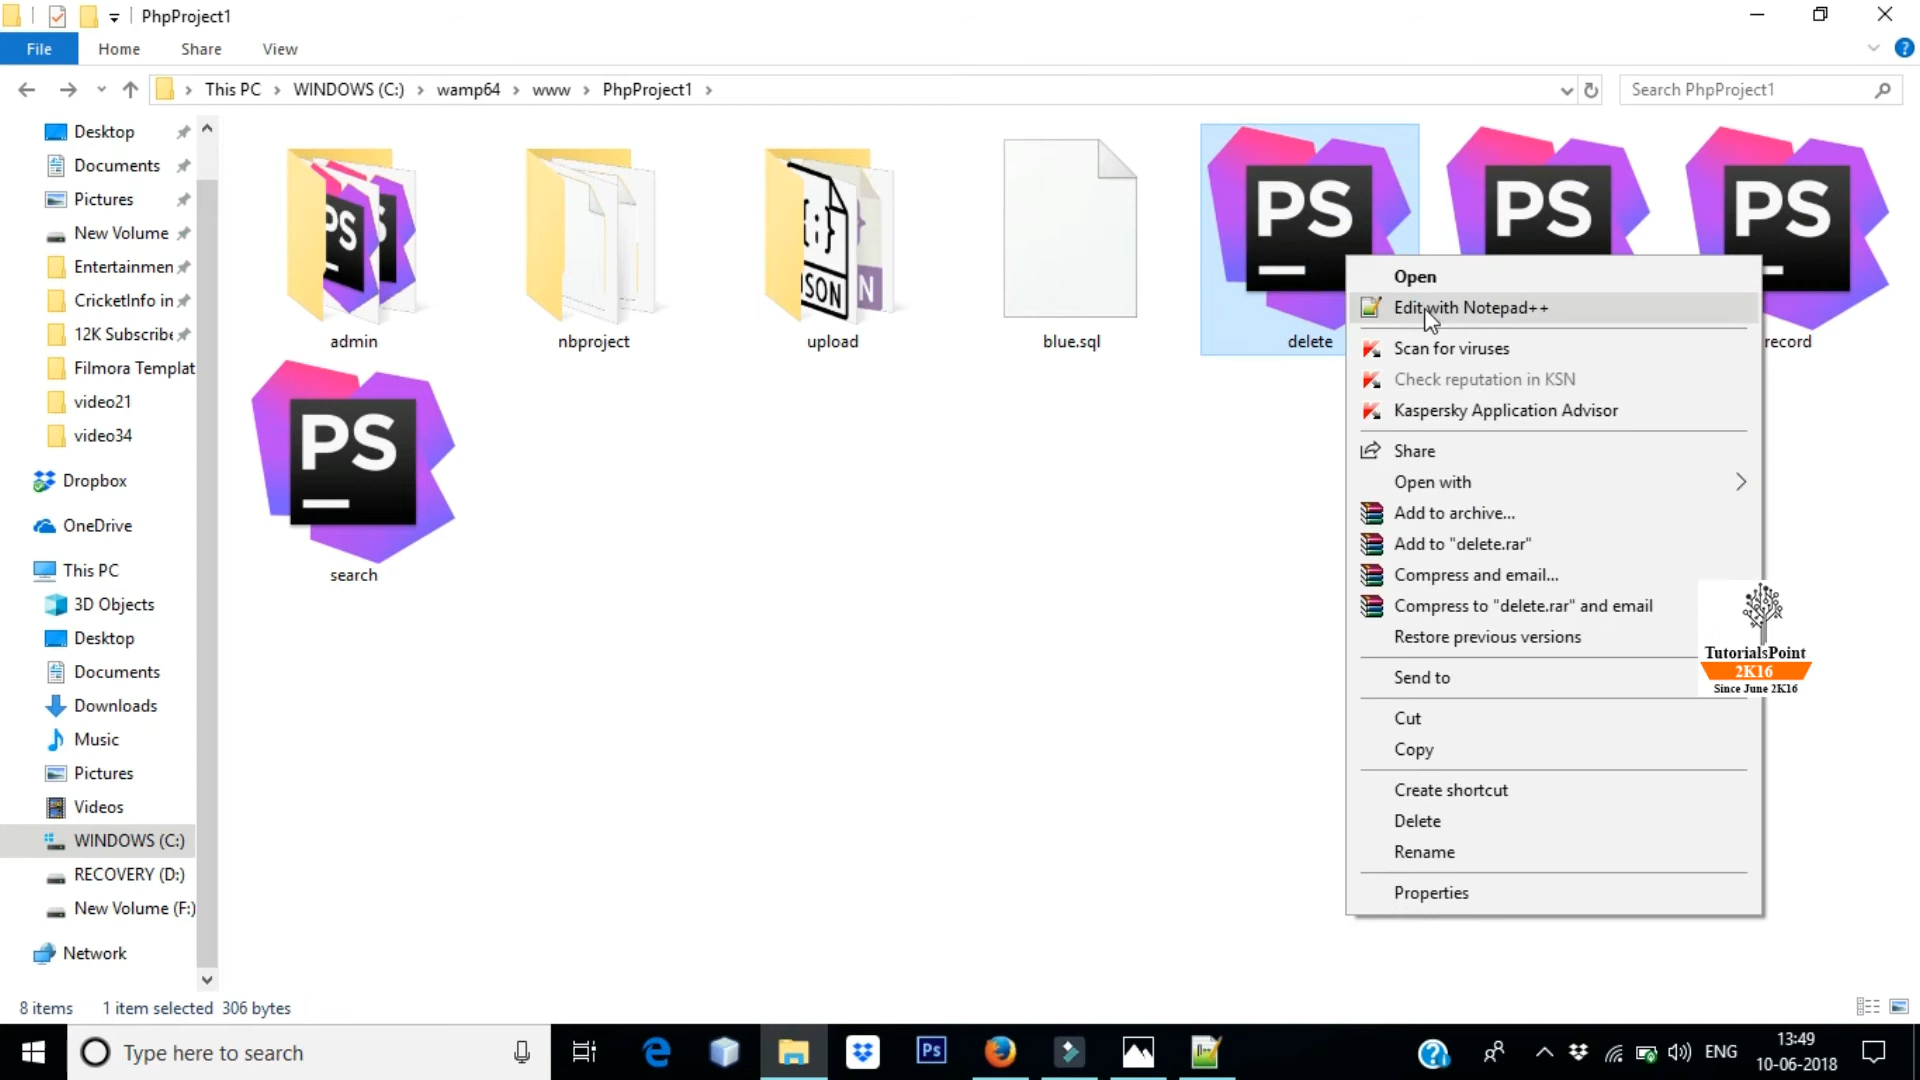 PhpProject1
File Home Share View
This PC WINDOWS (C:) wamp64 www PhpProject1
Search PhpProject1
Desktop
Documents
Pictures
New Volume
Entertainmen
CricketInfo in
12K Subscribe
Filmora Templat
video21
video34
Dropbox
OneDrive
This PC
3D Objects
Desktop
Documents
Downloads
Music
Pictures
Videos
WINDOWS (C:)
RECOVERY (D:)
New Volume (F:)
Network
PS
JSON
PS
PS
PS
admin
nbproject
upload
blue.sql
delete
record
PS
search
Open
Edit with Notepad++
Scan for viruses
Check reputation in KSN
Kaspersky Application Advisor
Share
Open with
Add to archive...
Add to "delete.rar"
Compress and email...
Compress to "delete.rar" and email
Restore previous versions
Send to
Cut
Copy
Create shortcut
Delete
Rename
Properties
TutorialsPoint
2K16
Since June 2K16
8 items 1 item selected 306 bytes
Type here to search
Ps
ENG
13:49
10-06-2018